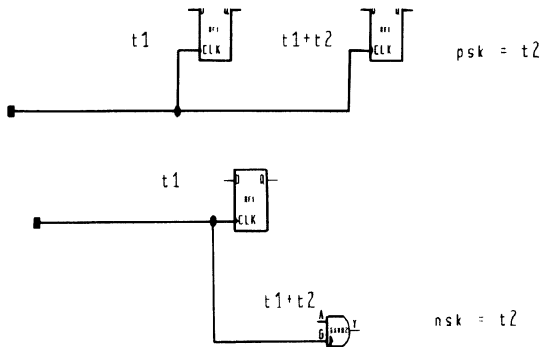 D Q
D Q
DF1
DF1
t1
t1+t2
CLK
CLK
psk = t2
t1
D Q
DF1
CLK
t1+t2
A
G
Y
nsk = t2